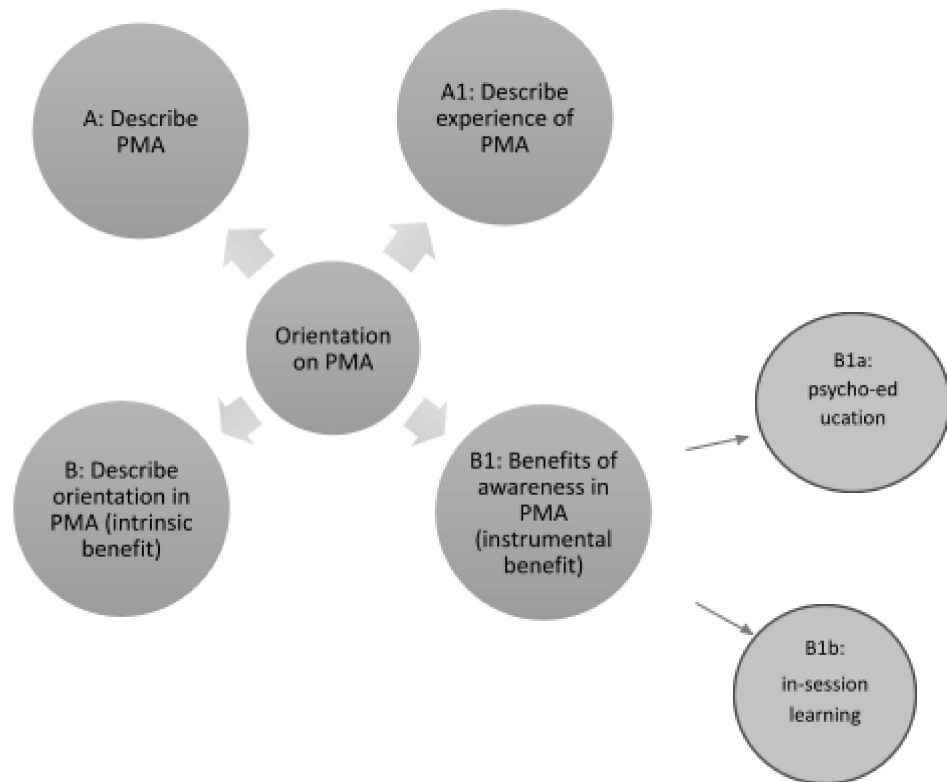 A: Describe
PMA
A1: Describe
experience of
PMA
Orientation
on PMA
B: Describe
orientation in
PMA (intrinsic
benefit)
B1: Benefits of
awareness in
PMA
(instrumental
benefit)
B1a:
psycho-ed
ucation
B1b:
in-session
learning